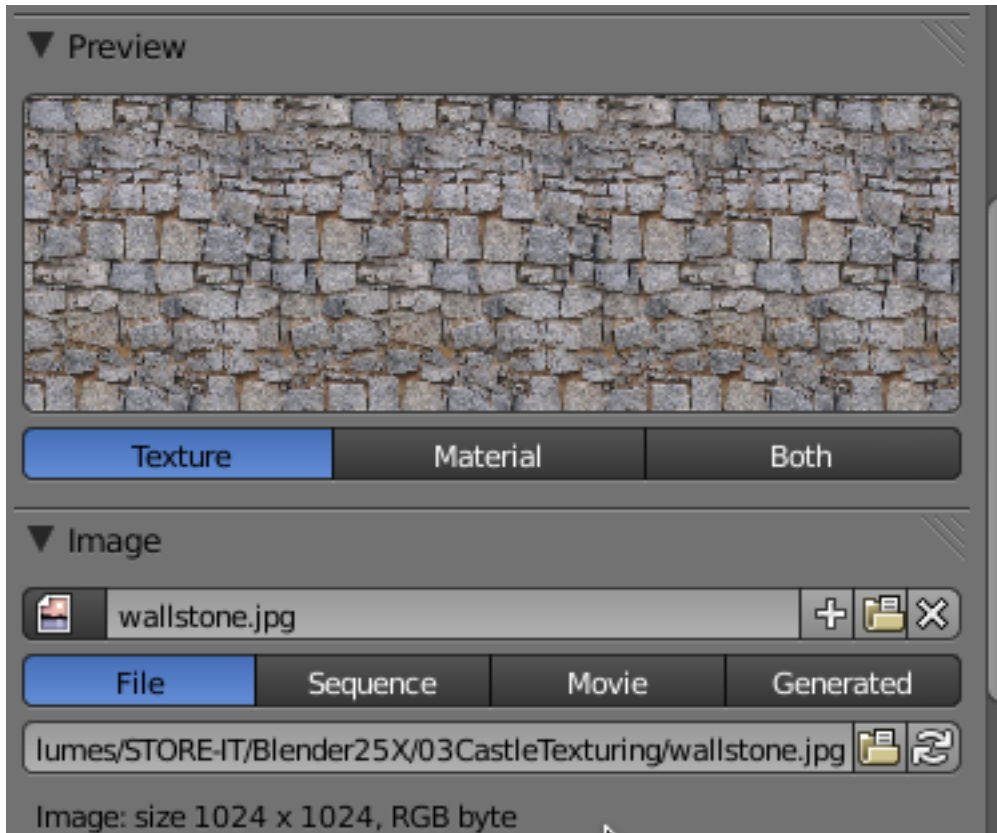 Preview
Texture Material Both
Image
wallstone.jpg
File Sequence Movie Generated
lumes/STORE-IT/Blender25X/03CastleTexturing/wallstone.jpg
Image: size 1024 x 1024, RGB byte